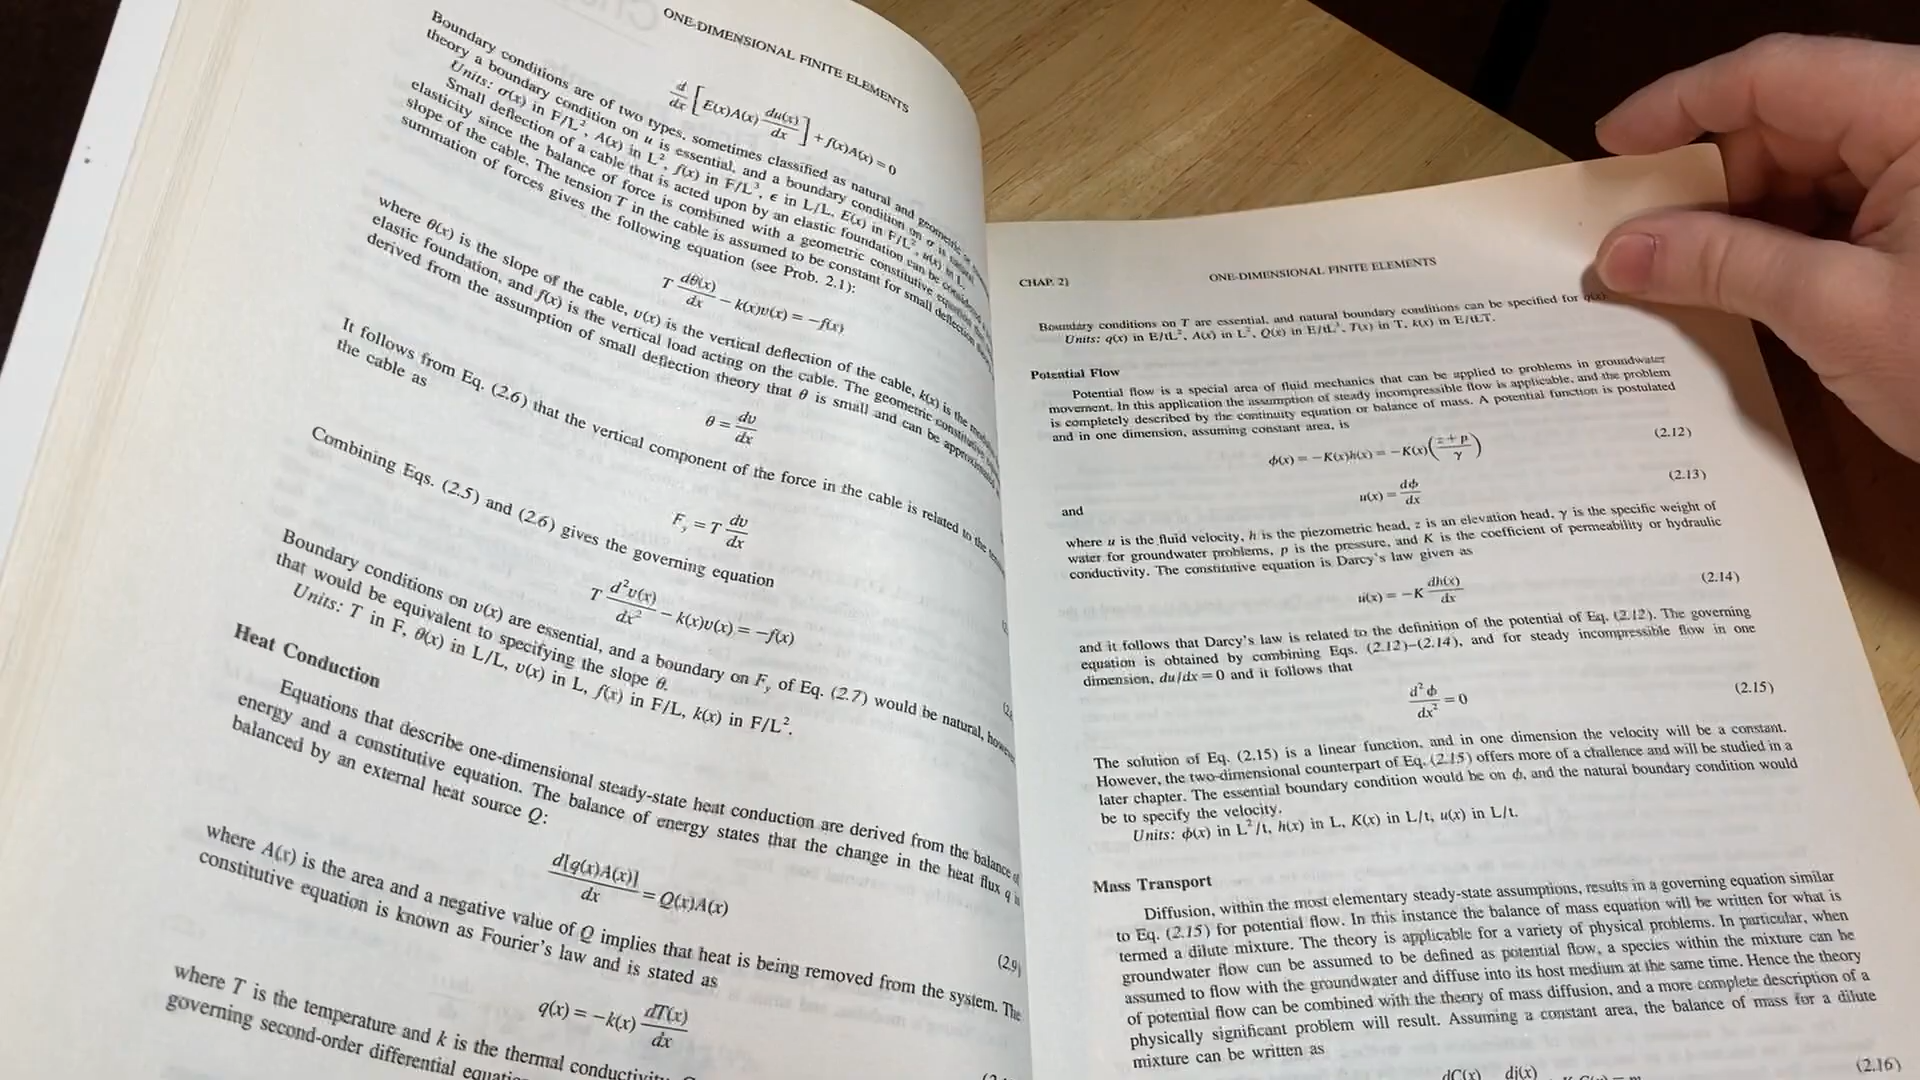 ONE-DIMENSIONAL FINITE ELEMENTS
d/dx [E(x)A(x) du(x)/dx] + f(x)A(x) = 0
Boundary conditions are of two types, sometimes classified as natural and geometric
theory a boundary condition on u is essential, and a boundary condition on σ is
Units: σ(x) in F/L², A(x) in L², f(x) in F/L³, ϵ in L/L, E(x) in F/L², u(x) in L.
Small deflection of a cable that is acted upon by an elastic foundation can be
elasticity since the balance of force is combined with a geometric constitutive
slope of the cable. The tension T in the cable is assumed to be constant for small deflection
summation of forces gives the following equation (see Prob. 2.1):
T dθ(x)/dx − k(x)v(x) = −f(x)
where θ(x) is the slope of the cable, v(x) is the vertical deflection of the cable, k(x) is the
elastic foundation, and f(x) is the vertical load acting on the cable. The geometric constitutive
derived from the assumption of small deflection theory that θ is small and can be approximated
θ = dv/dx
It follows from Eq. (2.6) that the vertical component of the force in the cable is related to the
the cable as
F_y = T dv/dx
Combining Eqs. (2.5) and (2.6) gives the governing equation
T d²v(x)/dx² − k(x)v(x) = −f(x)
Boundary conditions on v(x) are essential, and a boundary on F_y of Eq. (2.7) would be natural,
that would be equivalent to specifying the slope θ.
Units: T in F, θ(x) in L/L, v(x) in L, f(x) in F/L, k(x) in F/L².
Heat Conduction
Equations that describe one-dimensional steady-state heat conduction are derived from the balance of
energy and a constitutive equation. The balance of energy states that the change in the heat flux q is
balanced by an external heat source Q:
d[q(x)A(x)]/dx = Q(x)A(x)
(2.9)
where A(x) is the area and a negative value of Q implies that heat is being removed from the system. The
constitutive equation is known as Fourier's law and is stated as
q(x) = −k(x) dT(x)/dx
where T is the temperature and k is the thermal conductivity.
governing second-order differential
CHAP. 2]
ONE-DIMENSIONAL FINITE ELEMENTS
Boundary conditions on T are essential, and natural boundary conditions can be specified for q(x)
Units: q(x) in E/tL², A(x) in L², Q(x) in E/tL³, T(x) in T, k(x) in E/tLT.
Potential Flow
Potential flow is a special area of fluid mechanics that can be applied to problems in groundwater
movement. In this application the assumption of steady incompressible flow is applicable, and the problem
is completely described by the continuity equation or balance of mass. A potential function is postulated
and in one dimension, assuming constant area, is
ϕ(x) = −K(x)h(x) = −K(x)((z + p)/γ) (2.12)
and u(x) = dϕ/dx (2.13)
where u is the fluid velocity, h is the piezometric head, z is an elevation head, γ is the specific weight of
water for groundwater problems, p is the pressure, and K is the coefficient of permeability or hydraulic
conductivity. The constitutive equation is Darcy's law given as
u(x) = −K dh(x)/dx (2.14)
and it follows that Darcy's law is related to the definition of the potential of Eq. (2.12). The governing
equation is obtained by combining Eqs. (2.12)–(2.14), and for steady incompressible flow in one
dimension, du/dx = 0 and it follows that
d²ϕ/dx² = 0 (2.15)
The solution of Eq. (2.15) is a linear function, and in one dimension the velocity will be a constant.
However, the two-dimensional counterpart of Eq. (2.15) offers more of a challence and will be studied in a
later chapter. The essential boundary condition would be on ϕ, and the natural boundary condition would
be to specify the velocity.
Units: ϕ(x) in L²/t, h(x) in L, K(x) in L/t, u(x) in L/t.
Mass Transport
Diffusion, within the most elementary steady-state assumptions, results in a governing equation similar
to Eq. (2.15) for potential flow. In this instance the balance of mass equation will be written for what is
termed a dilute mixture. The theory is applicable for a variety of physical problems. In particular, when
groundwater flow can be assumed to be defined as potential flow, a species within the mixture can be
assumed to flow with the groundwater and diffuse into its host medium at the same time. Hence the theory
of potential flow can be combined with the theory of mass diffusion, and a more complete description of a
physically significant problem will result. Assuming a constant area, the balance of mass for a dilute
mixture can be written as
dC(x) dj(x)
(2.16)